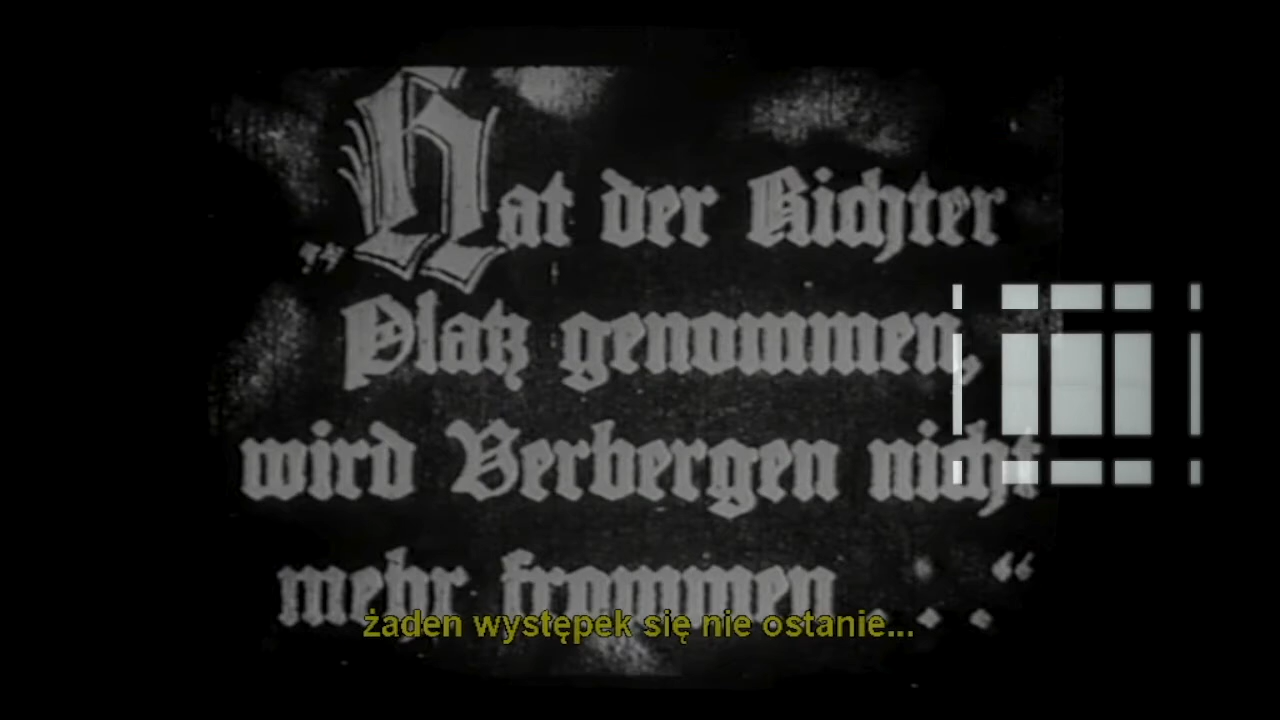 „Hat der Richter
Platz genommen,
wird Verbergen nicht
mehr frommen . . .“
żaden występek się nie ostanie...